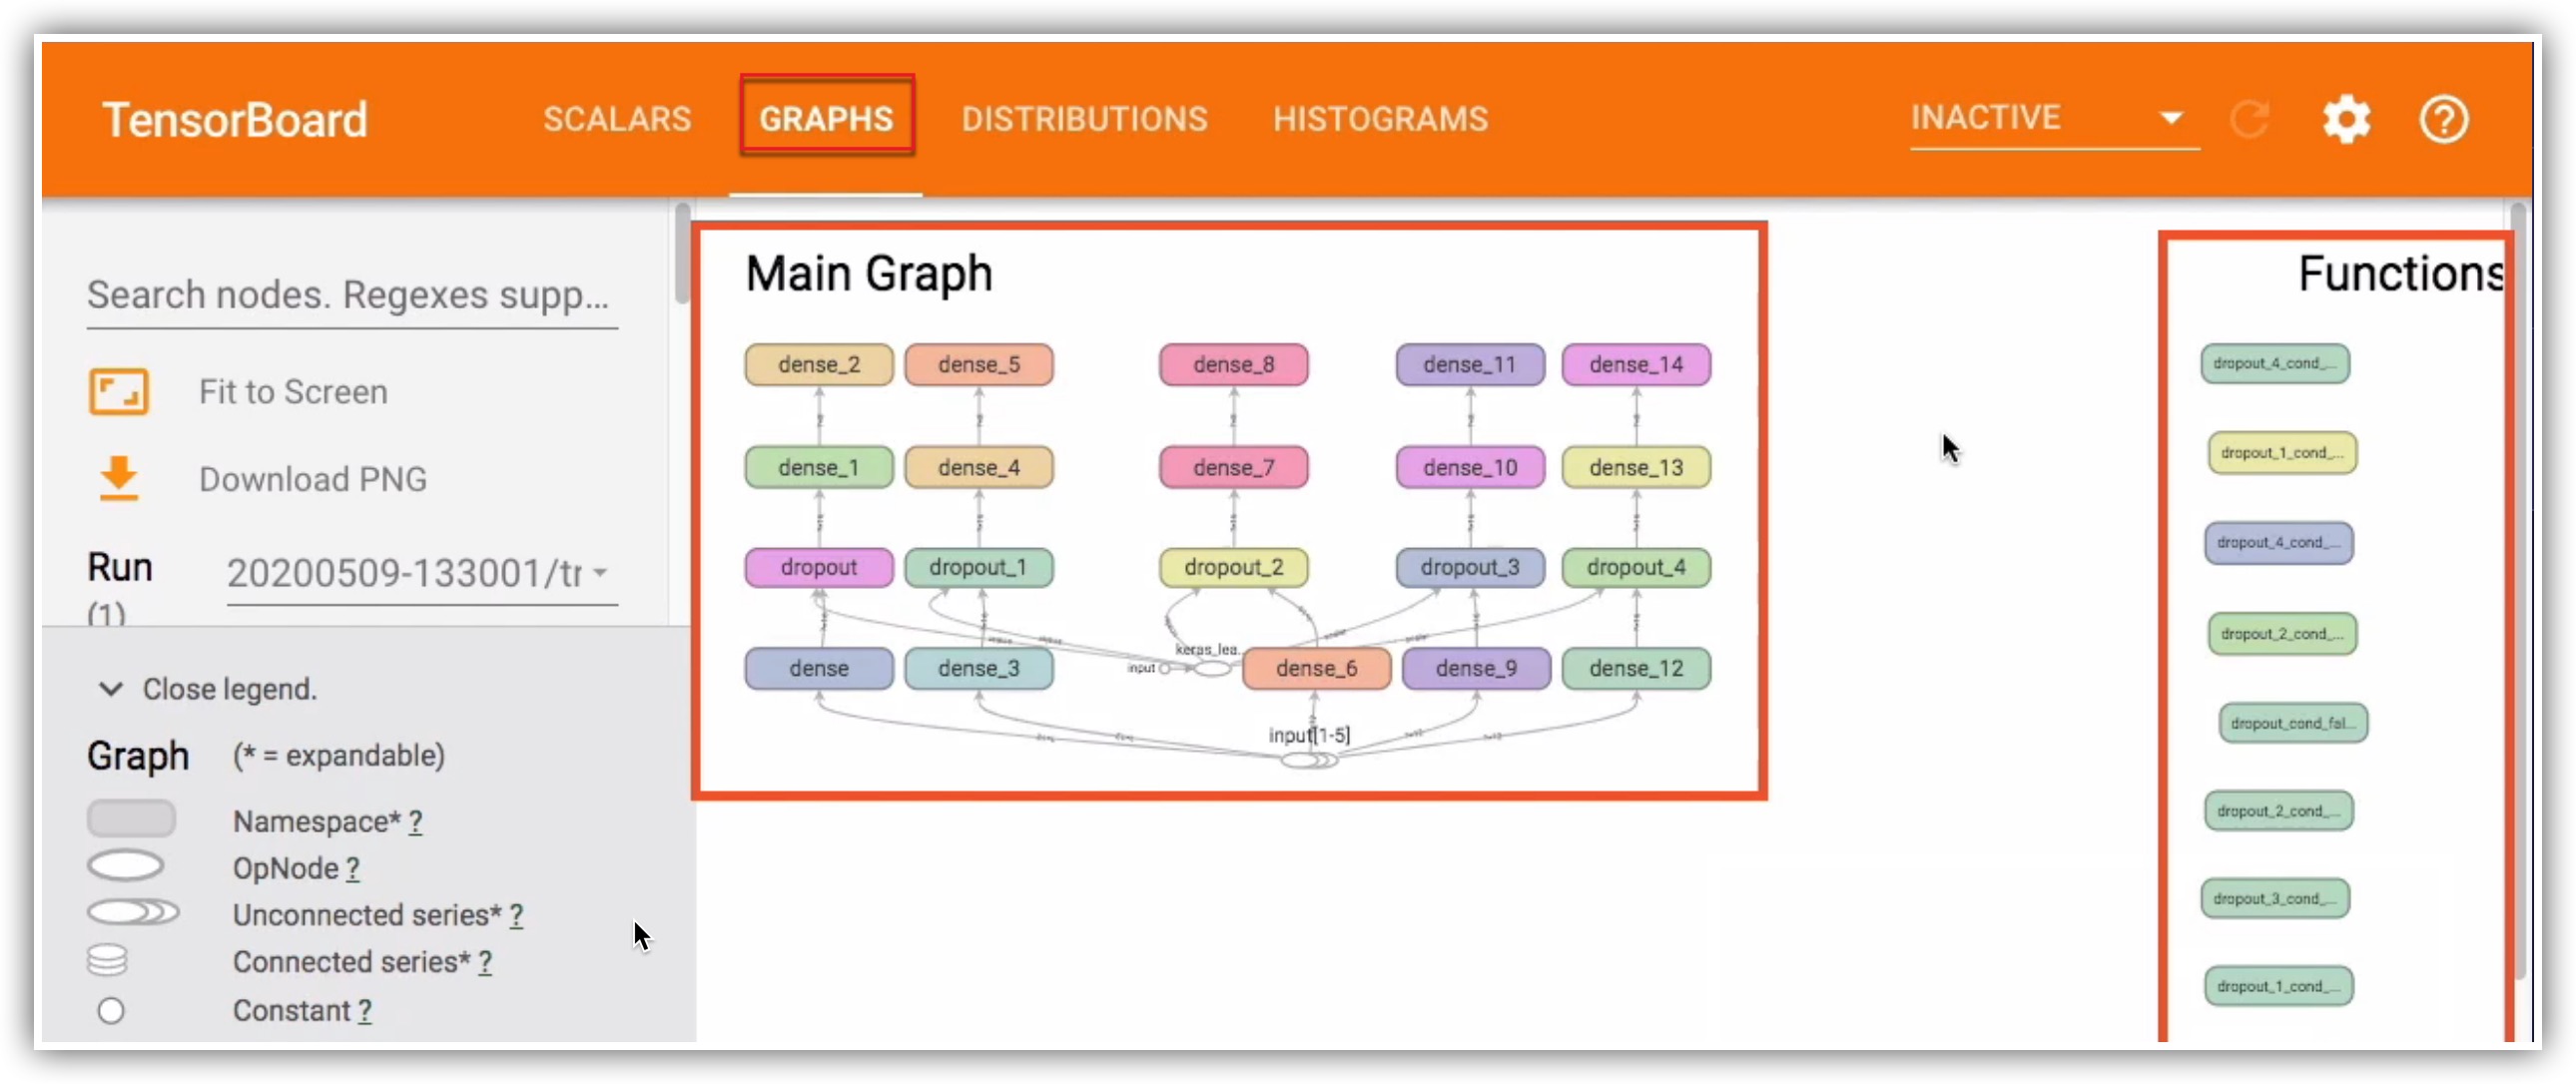 TensorBoard SCALARS GRAPHS DISTRIBUTIONS HISTOGRAMS INACTIVE
Search nodes. Regexes supp...
Fit to Screen
Download PNG
Run 20200509-133001/tr
(1)
Close legend.
Graph (* = expandable)
Namespace* ?
OpNode ?
Unconnected series* ?
Connected series* ?
Constant ?
Main Graph
dense_2 dense_5 dense_8 dense_11 dense_14
dense_1 dense_4 dense_7 dense_10 dense_13
dropout dropout_1 dropout_2 dropout_3 dropout_4
keras_lea...
dense dense_3 input dense_6 dense_9 dense_12
input[1-5]
Functions
dropout_4_cond_...
dropout_1_cond_...
dropout_4_cond_...
dropout_2_cond_...
dropout_cond_fal...
dropout_2_cond_...
dropout_3_cond_...
dropout_1_cond_...